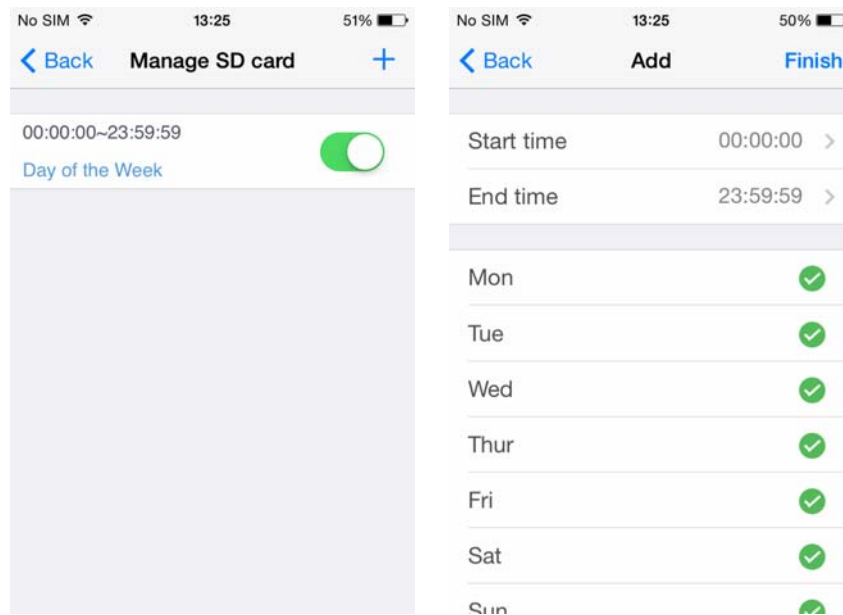 No SIM 13:25 51%
Back Manage SD card +
00:00:00~23:59:59
Day of the Week
No SIM 13:25 50%
Back Add Finish
Start time 00:00:00
End time 23:59:59
Mon
Tue
Wed
Thur
Fri
Sat
Sun